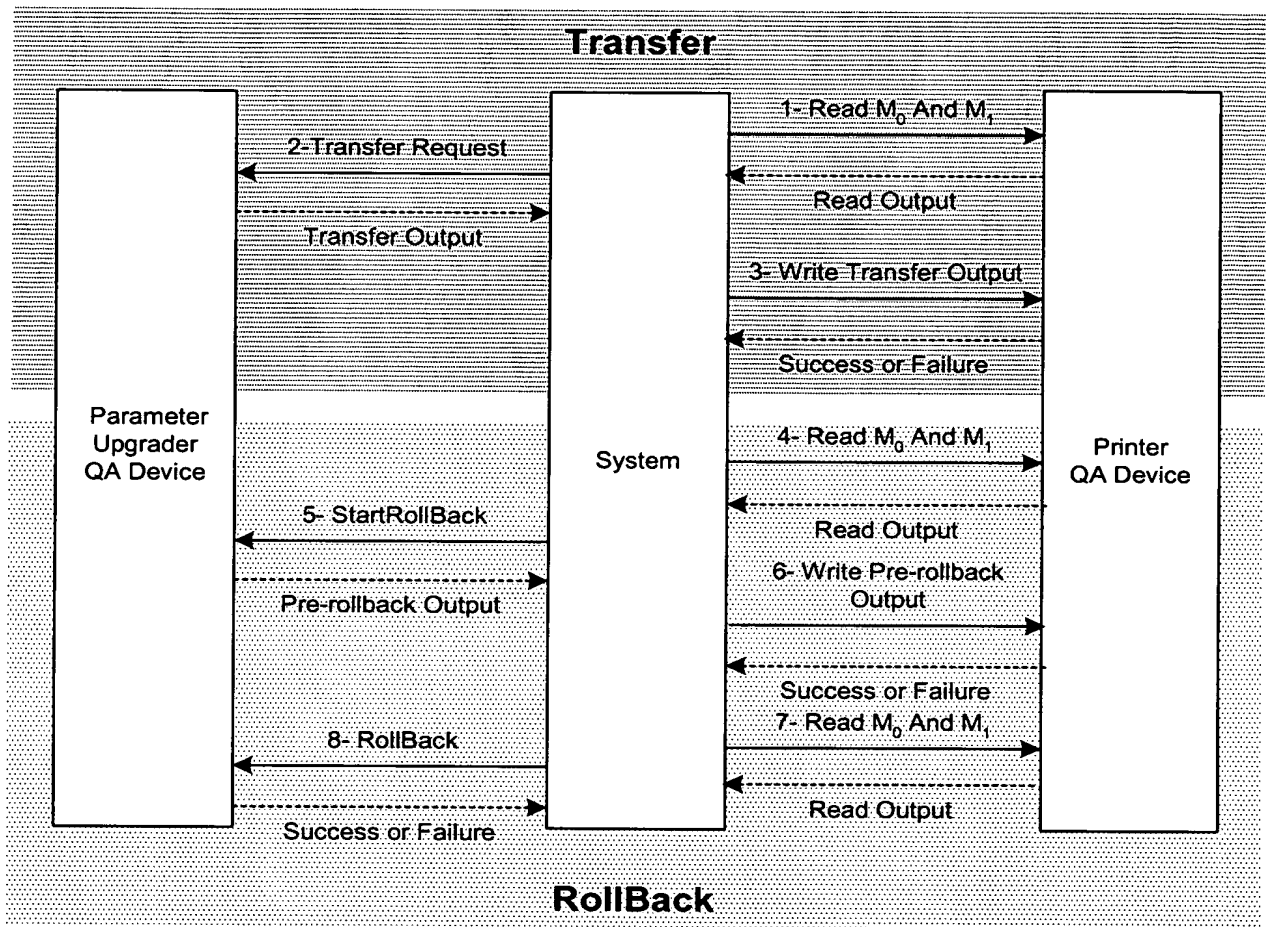 Transfer
1- Read M₀ And M₁
2-Transfer Request
Read Output
Transfer Output
3- Write Transfer Output
Success or Failure
Parameter
Upgrader
QA Device
System
Printer
QA Device
4- Read M₀ And M₁
Read Output
5- StartRollBack
Pre-rollback Output
6- Write Pre-rollback
Output
Success or Failure
7- Read M₀ And M₁
8- RollBack
Read Output
Success or Failure
RollBack